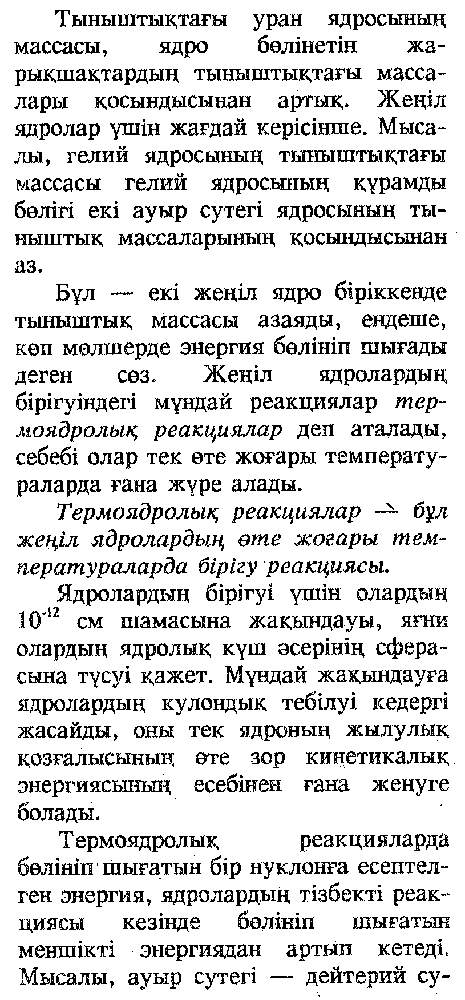 Тыныштықтағы уран ядросының
массасы, ядро бөлінетін жа-
рықшақтардың тыныштықтағы масса-
лары қосындысынан артық. Жеңіл
ядролар үшін жағдай керісінше. Мыса-
лы, гелий ядросының тыныштықтағы
массасы гелий ядросының құрамды
бөлігі екі ауыр сутегі ядросының ты-
ныштық массаларының қосындысынан
аз.
Бұл — екі жеңіл ядро біріккенде
тыныштық массасы азаяды, ендеше,
көп мөлшерде энергия бөлініп шығады
деген сөз. Жеңіл ядролардың
бірігуіндегі мұндай реакциялар тер-
моядролық реакциялар деп аталады,
себебі олар тек өте жоғары температу-
раларда ғана жүре алады.
Термоядролық реакциялар — бұл
жеңіл ядролардың өте жоғары тем-
ператураларда бірігу реакциясы.
Ядролардың бірігуі үшін олардың
10⁻¹² см шамасына жақындауы, яғни
олардың ядролық күш әсерінің сфера-
сына түсуі қажет. Мұндай жақындауға
ядролардың кулондық тебілуі кедергі
жасайды, оны тек ядроның жылулық
қозғалысының өте зор кинетикалық
энергиясының есебінен ғана жеңуге
болады.
Термоядролық реакцияларда
бөлініп шығатын бір нуклонға есептел-
ген энергия, ядролардың тізбекті реак-
циясы кезінде бөлініп шығатын
меншікті энергиядан артып кетеді.
Мысалы, ауыр сутегі — дейтерий су-